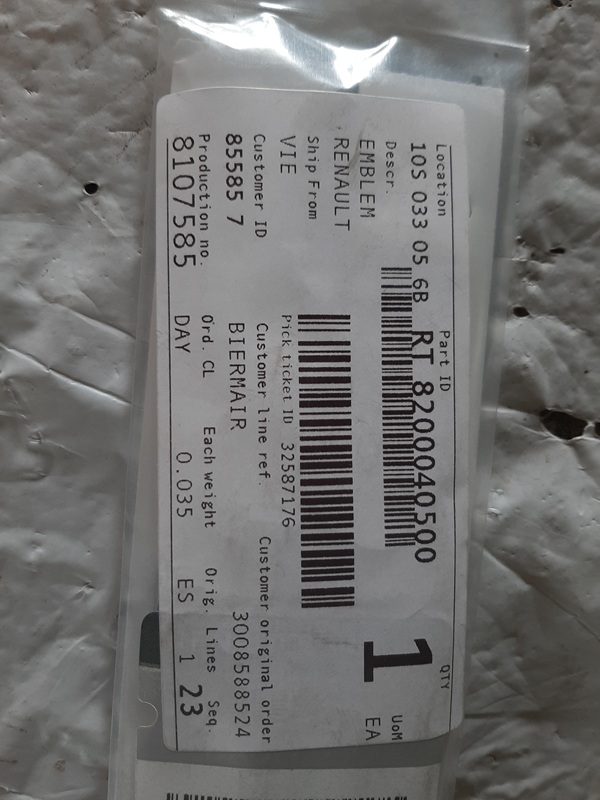 Location Part ID QTY UoM
10S 033 05 6B RT 8200040500 1 EA
Descr.
EMBLEM
RENAULT
Ship From
VIE Pick ticket ID 32587176
Customer ID Customer line ref. Customer original order
85585 7 BIERMAIR 3008588524
Production no. Ord. CL Each weight Orig. Lines Seq.
8107585 DAY 0.035 ES 1 23